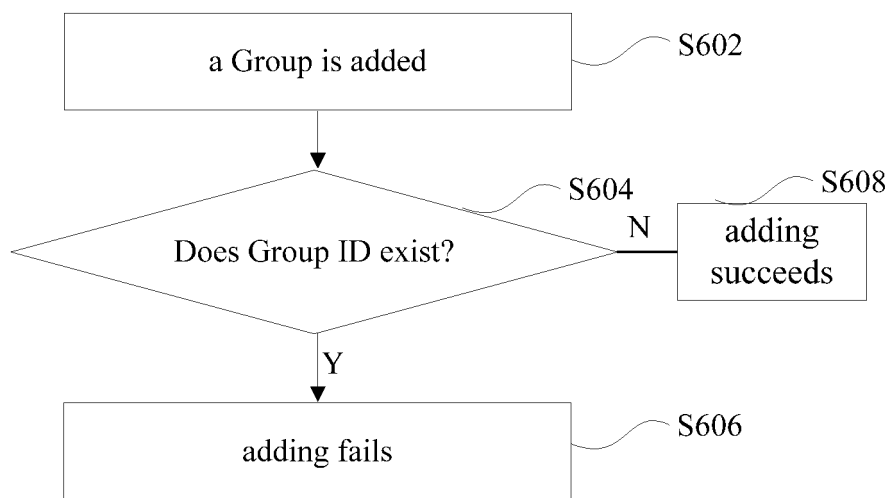 a Group is added
S602
S604
Does Group ID exist?
N
S608
adding
succeeds
Y
adding fails
S606